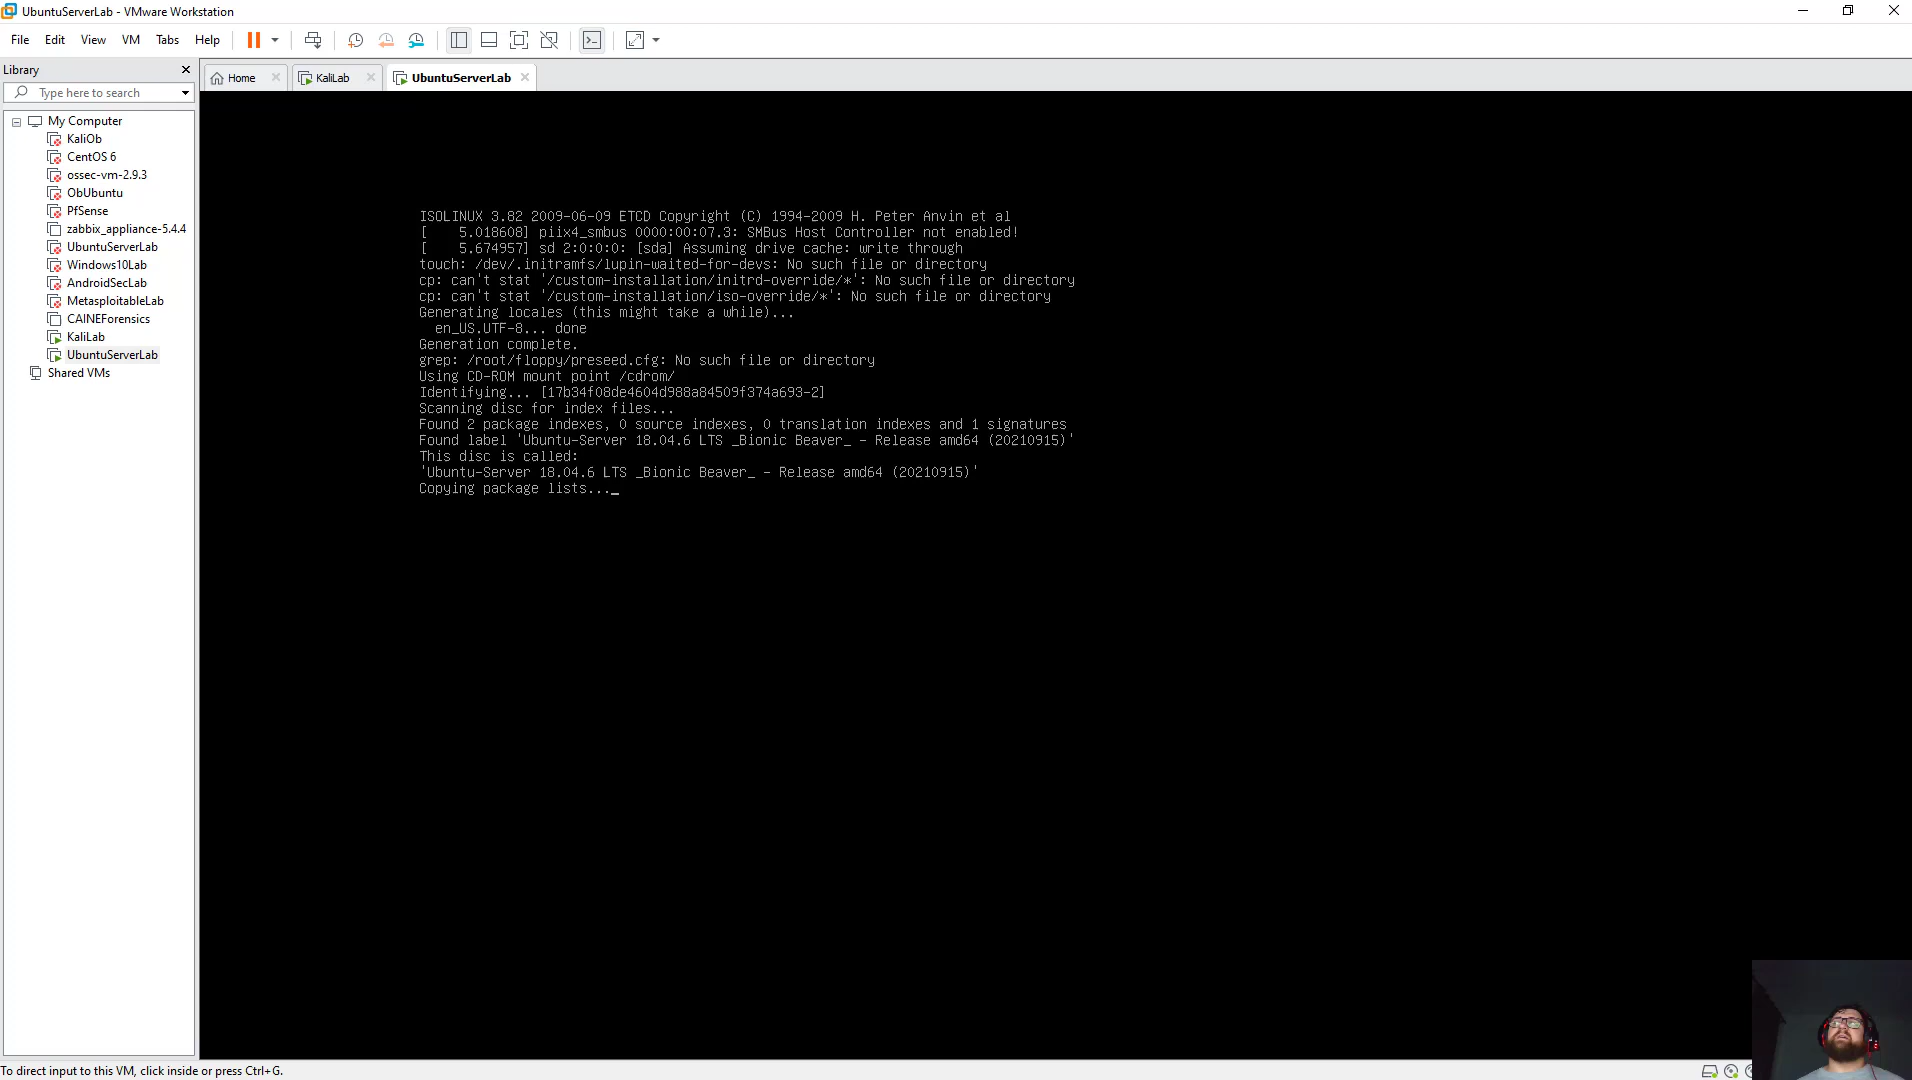 UbuntuServerLab - VMware Workstation
File Edit View VM Tabs Help
Library
Type here to search
My Computer
KaliOb
CentOS 6
ossec-vm-2.9.3
ObUbuntu
PfSense
zabbix_appliance-5.4.4
UbuntuServerLab
Windows10Lab
AndroidSecLab
MetasploitableLab
CAINEForensics
KaliLab
UbuntuServerLab
Shared VMs
Home KaliLab UbuntuServerLab
ISOLINUX 3.82 2009-06-09 ETCD Copyright (C) 1994-2009 H. Peter Anvin et al
[    5.018608] piix4_smbus 0000:00:07.3: SMBus Host Controller not enabled!
[    5.674957] sd 2:0:0:0: [sda] Assuming drive cache: write through
touch: /dev/.initramfs/lupin-waited-for-devs: No such file or directory
cp: can't stat '/custom-installation/initrd-override/*': No such file or directory
cp: can't stat '/custom-installation/iso-override/*': No such file or directory
Generating locales (this might take a while)...
  en_US.UTF-8... done
Generation complete.
grep: /root/floppy/preseed.cfg: No such file or directory
Using CD-ROM mount point /cdrom/
Identifying... [17b34f08de4604d988a84509f374a693-2]
Scanning disc for index files...
Found 2 package indexes, 0 source indexes, 0 translation indexes and 1 signatures
Found label 'Ubuntu-Server 18.04.6 LTS _Bionic Beaver_ - Release amd64 (20210915)'
This disc is called:
'Ubuntu-Server 18.04.6 LTS _Bionic Beaver_ - Release amd64 (20210915)'
Copying package lists..._
To direct input to this VM, click inside or press Ctrl+G.